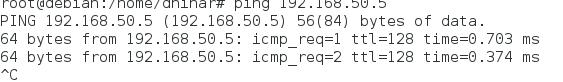 root@debian:/home/dhinar# ping 192.168.50.5
PING 192.168.50.5 (192.168.50.5) 56(84) bytes of data.
64 bytes from 192.168.50.5: icmp_req=1 ttl=128 time=0.703 ms
64 bytes from 192.168.50.5: icmp_req=2 ttl=128 time=0.374 ms
^C